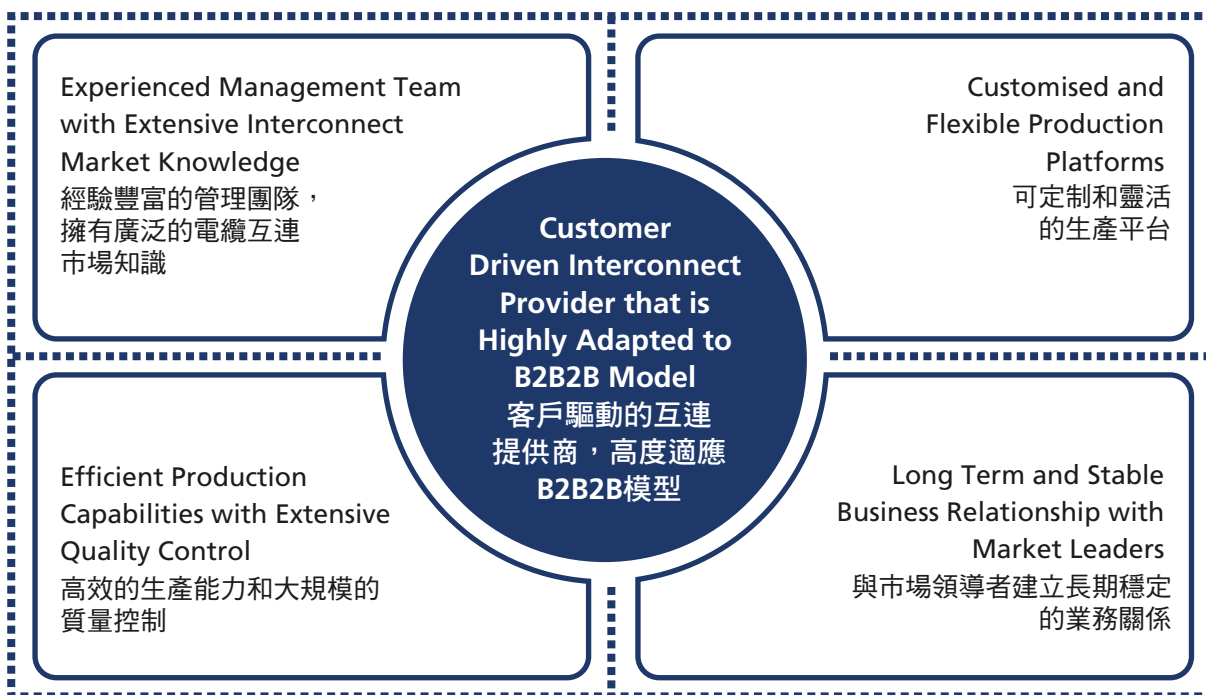 Experienced Management Team
with Extensive Interconnect
Market Knowledge
經驗豐富的管理團隊，
擁有廣泛的電纜互連
市場知識
Customised and
Flexible Production
Platforms
可定制和靈活
的生產平台
Customer
Driven Interconnect
Provider that is
Highly Adapted to
B2B2B Model
客戶驅動的互連
提供商，高度適應
B2B2B模型
Efficient Production
Capabilities with Extensive
Quality Control
高效的生產能力和大規模的
質量控制
Long Term and Stable
Business Relationship with
Market Leaders
與市場領導者建立長期穩定
的業務關係